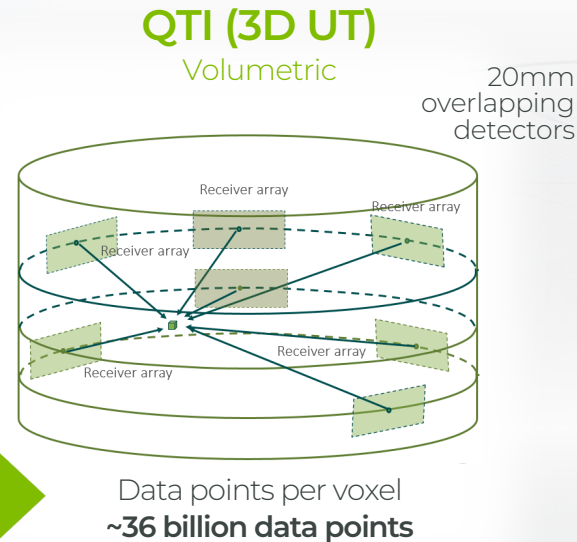 QTI (3D UT)
Volumetric
20mm
overlapping
detectors
Receiver array
Receiver array
Receiver array
Receiver array
Receiver array
Data points per voxel
~36 billion data points